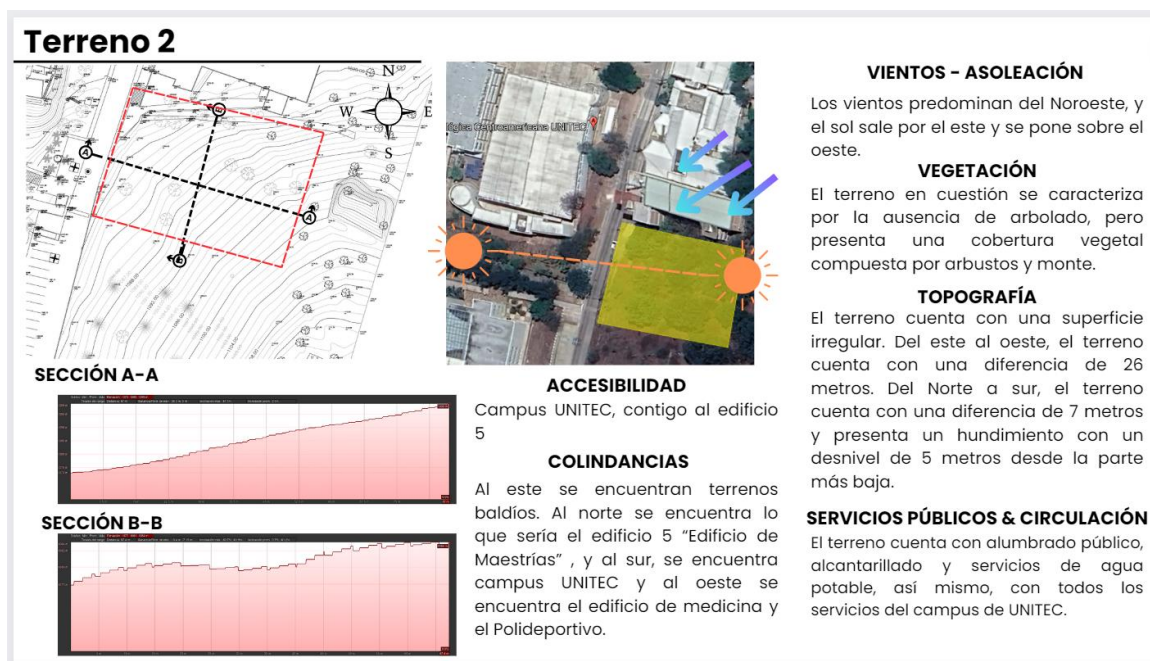 Terreno 2
N
W
E
S
A
A
SECCIÓN A-A
SECCIÓN B-B
Centroamericana UNITEC
ACCESIBILIDAD
Campus UNITEC, contigo al edificio
5
COLINDANCIAS
Al este se encuentran terrenos
baldíos. Al norte se encuentra lo
que sería el edificio 5 “Edificio de
Maestrías” , y al sur, se encuentra
campus UNITEC y al oeste se
encuentra el edificio de medicina y
el Polideportivo.
VIENTOS - ASOLEACIÓN
Los vientos predominan del Noroeste, y
el sol sale por el este y se pone sobre el
oeste.
VEGETACIÓN
El terreno en cuestión se caracteriza
por la ausencia de arbolado, pero
presenta una cobertura vegetal
compuesta por arbustos y monte.
TOPOGRAFÍA
El terreno cuenta con una superficie
irregular. Del este al oeste, el terreno
cuenta con una diferencia de 26
metros. Del Norte a sur, el terreno
cuenta con una diferencia de 7 metros
y presenta un hundimiento con un
desnivel de 5 metros desde la parte
más baja.
SERVICIOS PÚBLICOS & CIRCULACIÓN
El terreno cuenta con alumbrado público,
alcantarillado y servicios de agua
potable, así mismo, con todos los
servicios del campus de UNITEC.